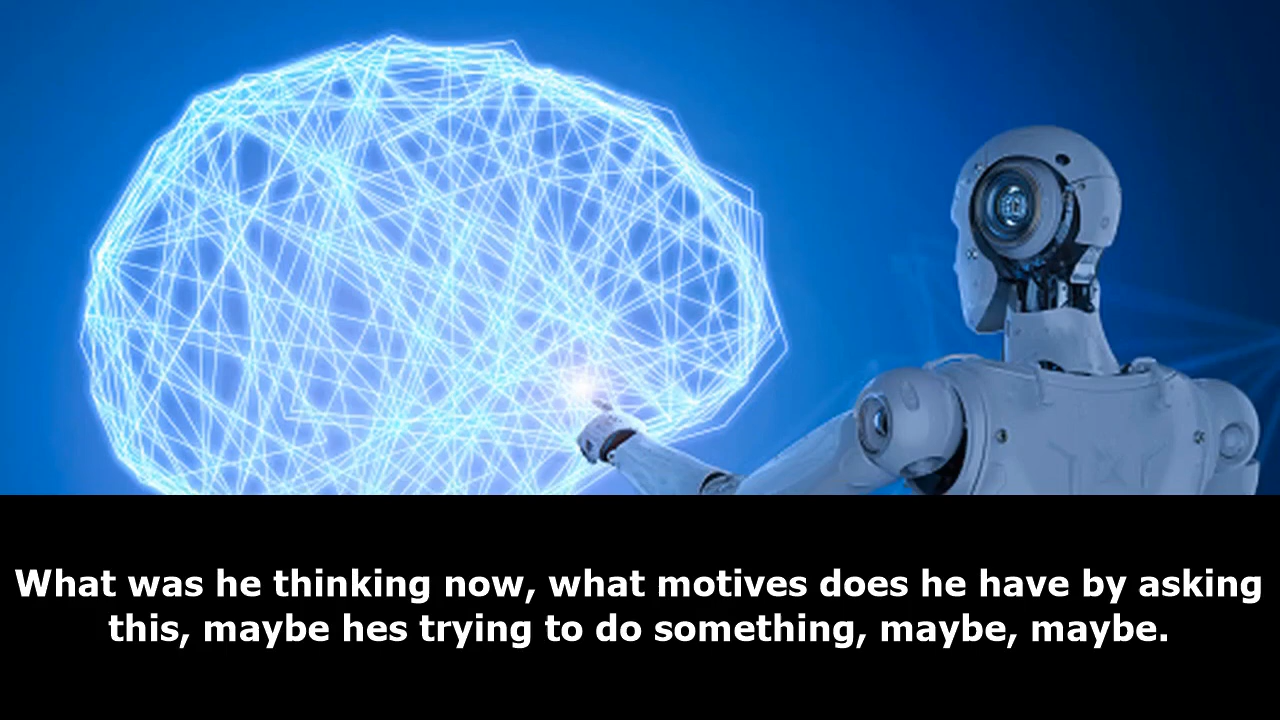 What was he thinking now, what motives does he have by asking
this, maybe hes trying to do something, maybe, maybe.